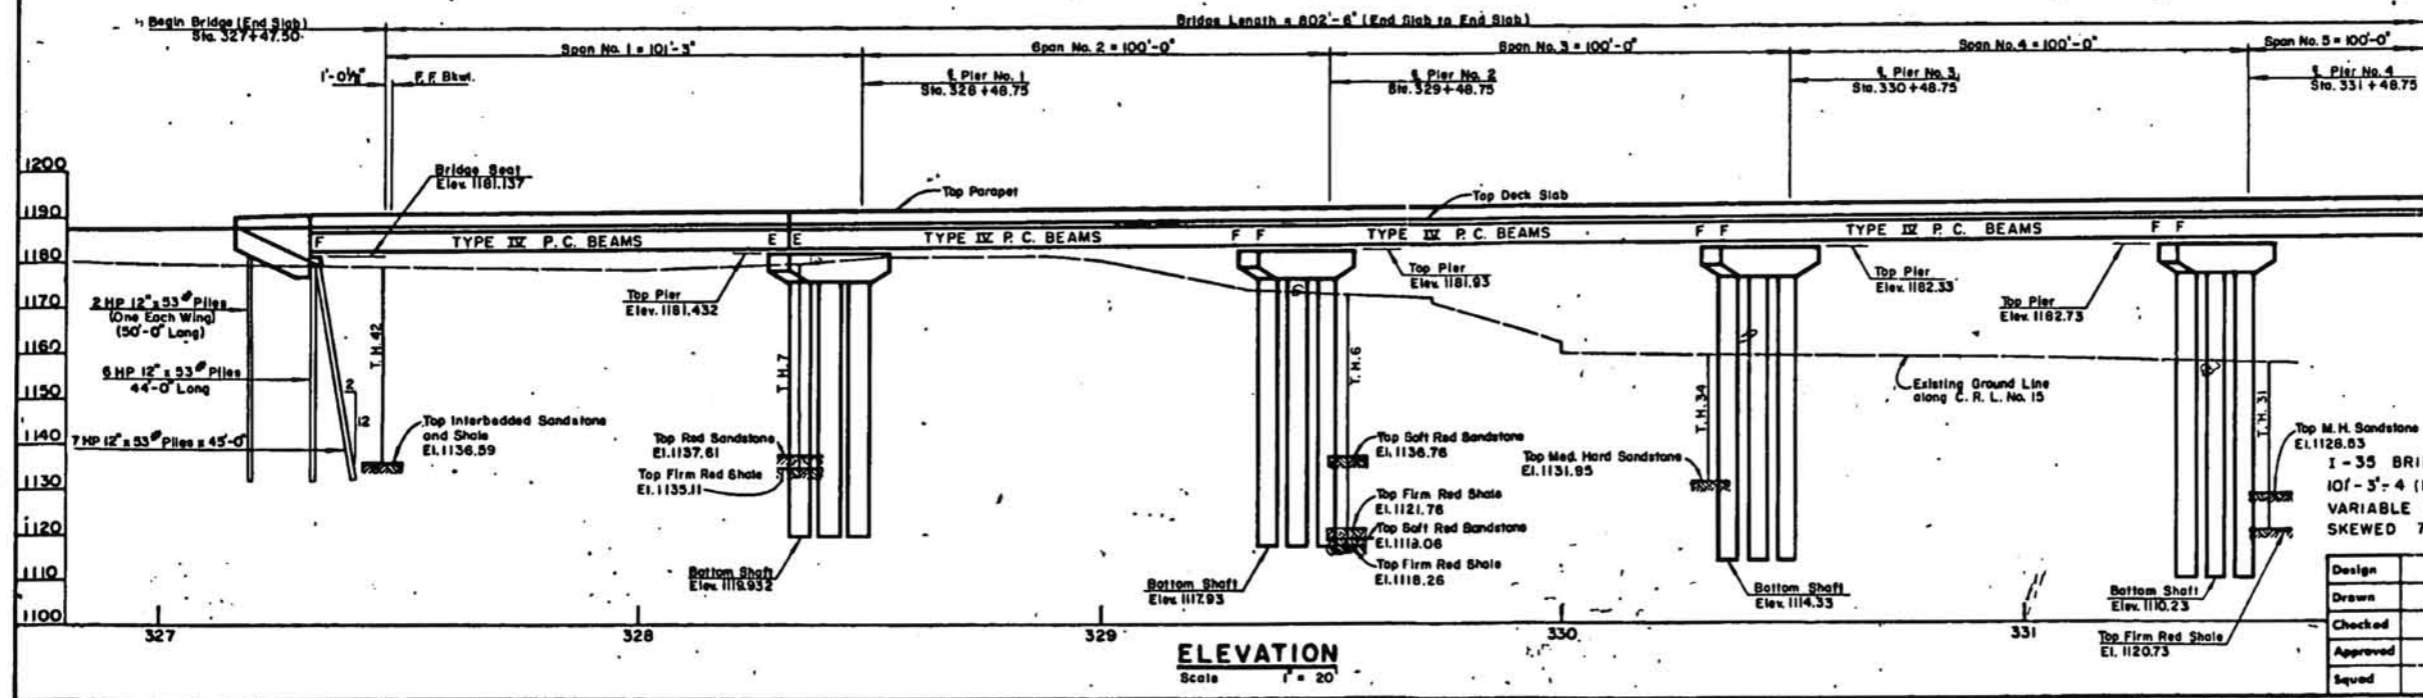 Begin Bridge (End Slab)
Sta. 327+47.50
Bridge Length = 802'-6" (End Slab to End Slab)
Span No. 1 = 101'-3"
Span No. 2 = 100'-0"
Span No. 3 = 100'-0"
Span No. 4 = 100'-0"
Span No. 5 = 100'-0"
1'-0½"
F. F. Bkwl.
℄ Pier No. 1
Sta. 328+48.75
℄ Pier No. 2
Sta. 329+48.75
℄ Pier No. 3
Sta. 330+48.75
℄ Pier No. 4
Sta. 331+48.75
1200
1190
1180
1170
1160
1150
1140
1130
1120
1110
1100
Bridge Seat
Elev. 1181.137
Top Parapet
Top Deck Slab
F
TYPE IV P. C. BEAMS
E E
TYPE IV P. C. BEAMS
F F
TYPE IV P. C. BEAMS
F F
TYPE IV P. C. BEAMS
F F
Top Pier
Elev. 1181.432
Top Pier
Elev. 1181.93
Top Pier
Elev. 1182.33
Top Pier
Elev. 1182.73
2 HP 12" x 53# Piles
(One Each Wing)
(50'-0" Long)
6 HP 12" x 53# Piles
44'-0" Long
7 HP 12" x 53# Piles x 45'-0"
2
12
T. H. 42
T. H. 7
T. H. 6
T. H. 34
T. H. 31
Top Interbedded Sandstone
and Shale
El. 1136.59
Top Red Sandstone
El. 1137.61
Top Firm Red Shale
El. 1135.11
Top Soft Red Sandstone
El. 1136.76
Top Firm Red Shale
El. 1121.76
Top Soft Red Sandstone
El. 1119.06
Top Firm Red Shale
El. 1118.26
Top Med. Hard Sandstone
El. 1131.95
Existing Ground Line
along C. R. L. No. 15
Top M. H. Sandstone
El. 1128.63
Top Firm Red Shale
El. 1120.73
Bottom Shaft
Elev. 1119.932
Bottom Shaft
Elev. 1117.93
Bottom Shaft
Elev. 1114.33
Bottom Shaft
Elev. 1110.23
I-35 BRI
101'-3"-4 (1
VARIABLE
SKEWED 7
Design
Drawn
Checked
Approved
Squad
327
328
329
330
331
ELEVATION
Scale 1" = 20'